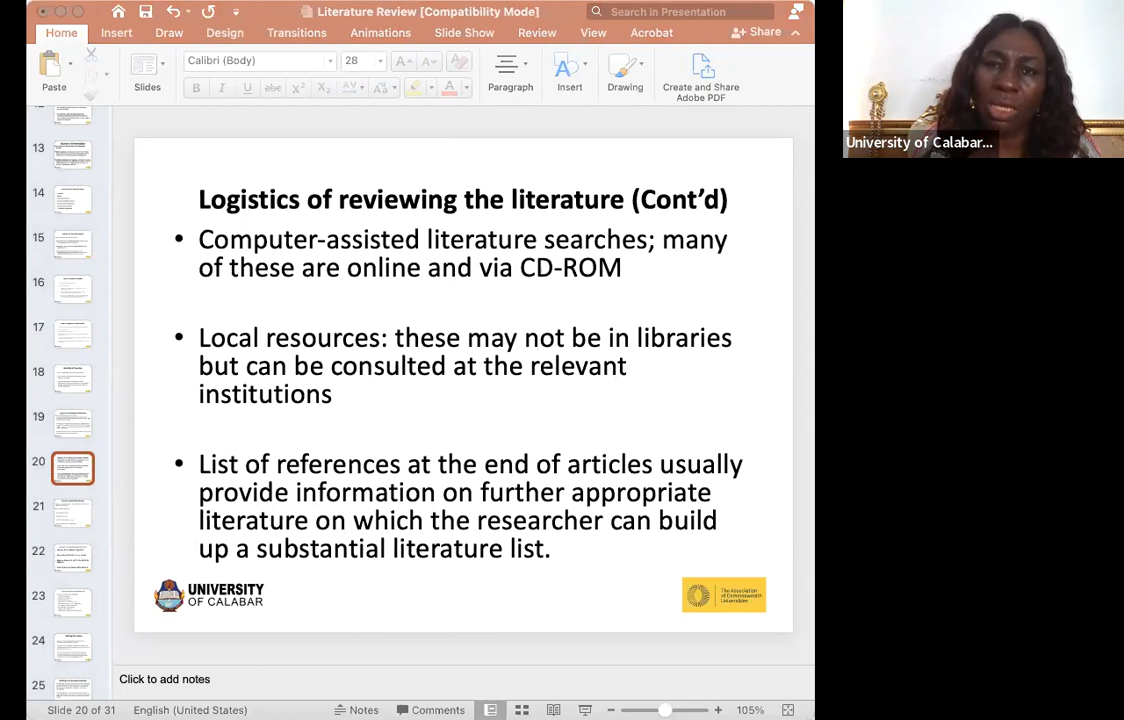 Literature Review [Compatibility Mode]
Search in Presentation
Home
Insert
Draw
Design
Transitions
Animations
Slide Show
Review
View
Acrobat
Share
Paste
Slides
Calibri (Body)
28
Paragraph
Insert
Drawing
Create and Share
Adobe PDF
13
14
15
16
17
18
19
20
21
22
23
24
25
Logistics of reviewing the literature (Cont’d)
• Computer-assisted literature searches; many
of these are online and via CD-ROM
• Local resources: these may not be in libraries
but can be consulted at the relevant
institutions
• List of references at the end of articles usually
provide information on further appropriate
literature on which the researcher can build
up a substantial literature list.
UNIVERSITY
OF CALABAR
The Association
of Commonwealth
Universities
Click to add notes
Slide 20 of 31
English (United States)
Notes
Comments
105%
University of Calabar...